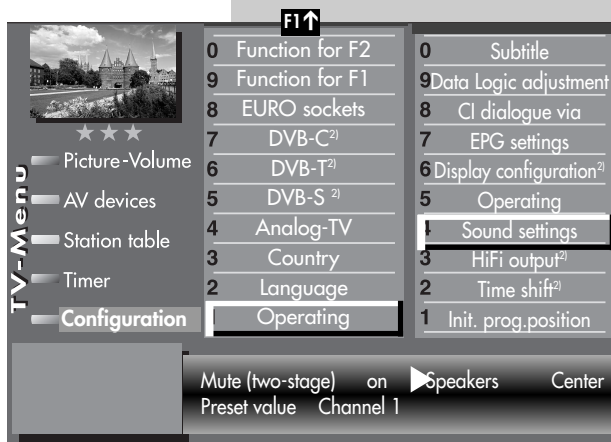 F1↑
TV-Menu
Picture-Volume
AV devices
Station table
Timer
Configuration
0 Function for F2
9 Function for F1
8 EURO sockets
7 DVB-C2)
6 DVB-T2)
5 DVB-S 2)
4 Analog-TV
3 Country
2 Language
Operating
0 Subtitle
9 Data Logic adjustment
8 CI dialogue via
7 EPG settings
6 Display configuration2)
5 Operating
4 Sound settings
3 HiFi output2)
2 Time shift2)
1 Init. prog.position
Mute (two-stage) on Speakers Center
Preset value Channel 1